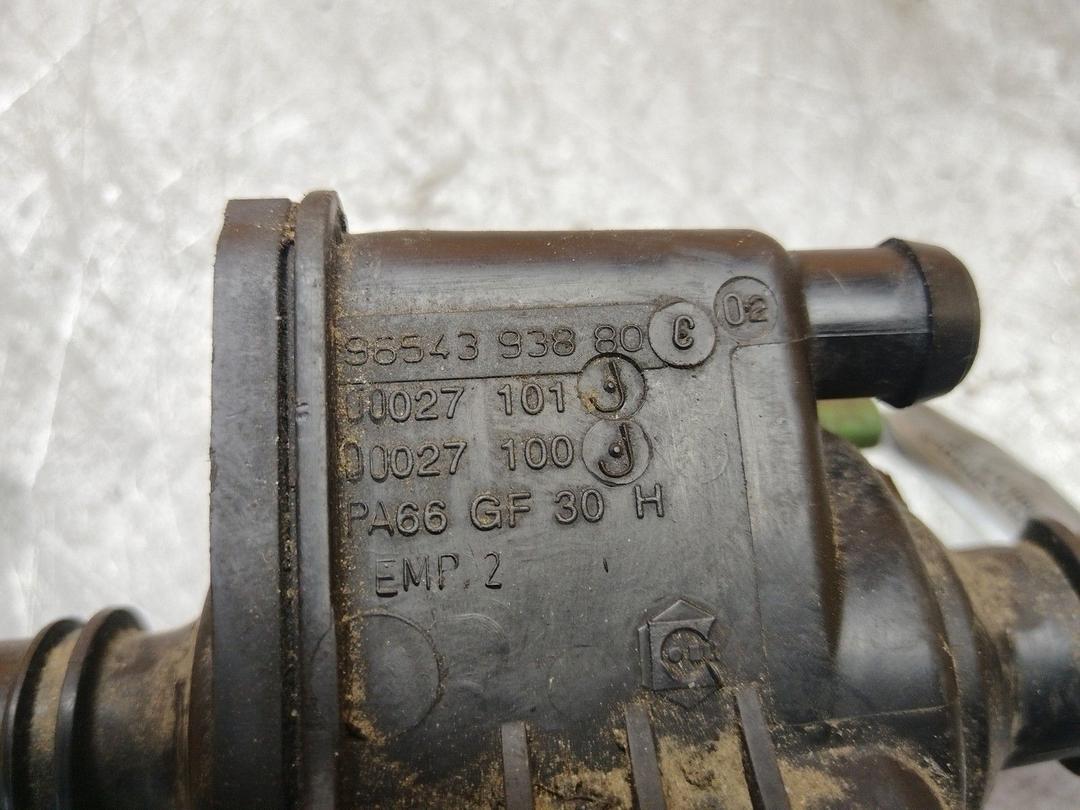 96543 938 80 C 02
00027 101 J
00027 100 J
PA66 GF 30 H
EMP. 2